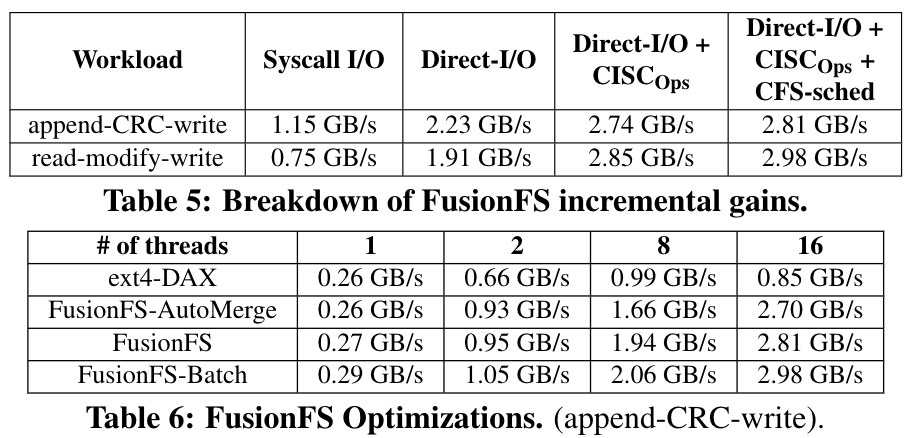 Workload Syscall I/O Direct-I/O Direct-I/O + CISCOps Direct-I/O + CISCOps + CFS-sched
append-CRC-write 1.15 GB/s 2.23 GB/s 2.74 GB/s 2.81 GB/s
read-modify-write 0.75 GB/s 1.91 GB/s 2.85 GB/s 2.98 GB/s
Table 5: Breakdown of FusionFS incremental gains.
# of threads 1 2 8 16
ext4-DAX 0.26 GB/s 0.66 GB/s 0.99 GB/s 0.85 GB/s
FusionFS-AutoMerge 0.26 GB/s 0.93 GB/s 1.66 GB/s 2.70 GB/s
FusionFS 0.27 GB/s 0.95 GB/s 1.94 GB/s 2.81 GB/s
FusionFS-Batch 0.29 GB/s 1.05 GB/s 2.06 GB/s 2.98 GB/s
Table 6: FusionFS Optimizations. (append-CRC-write).